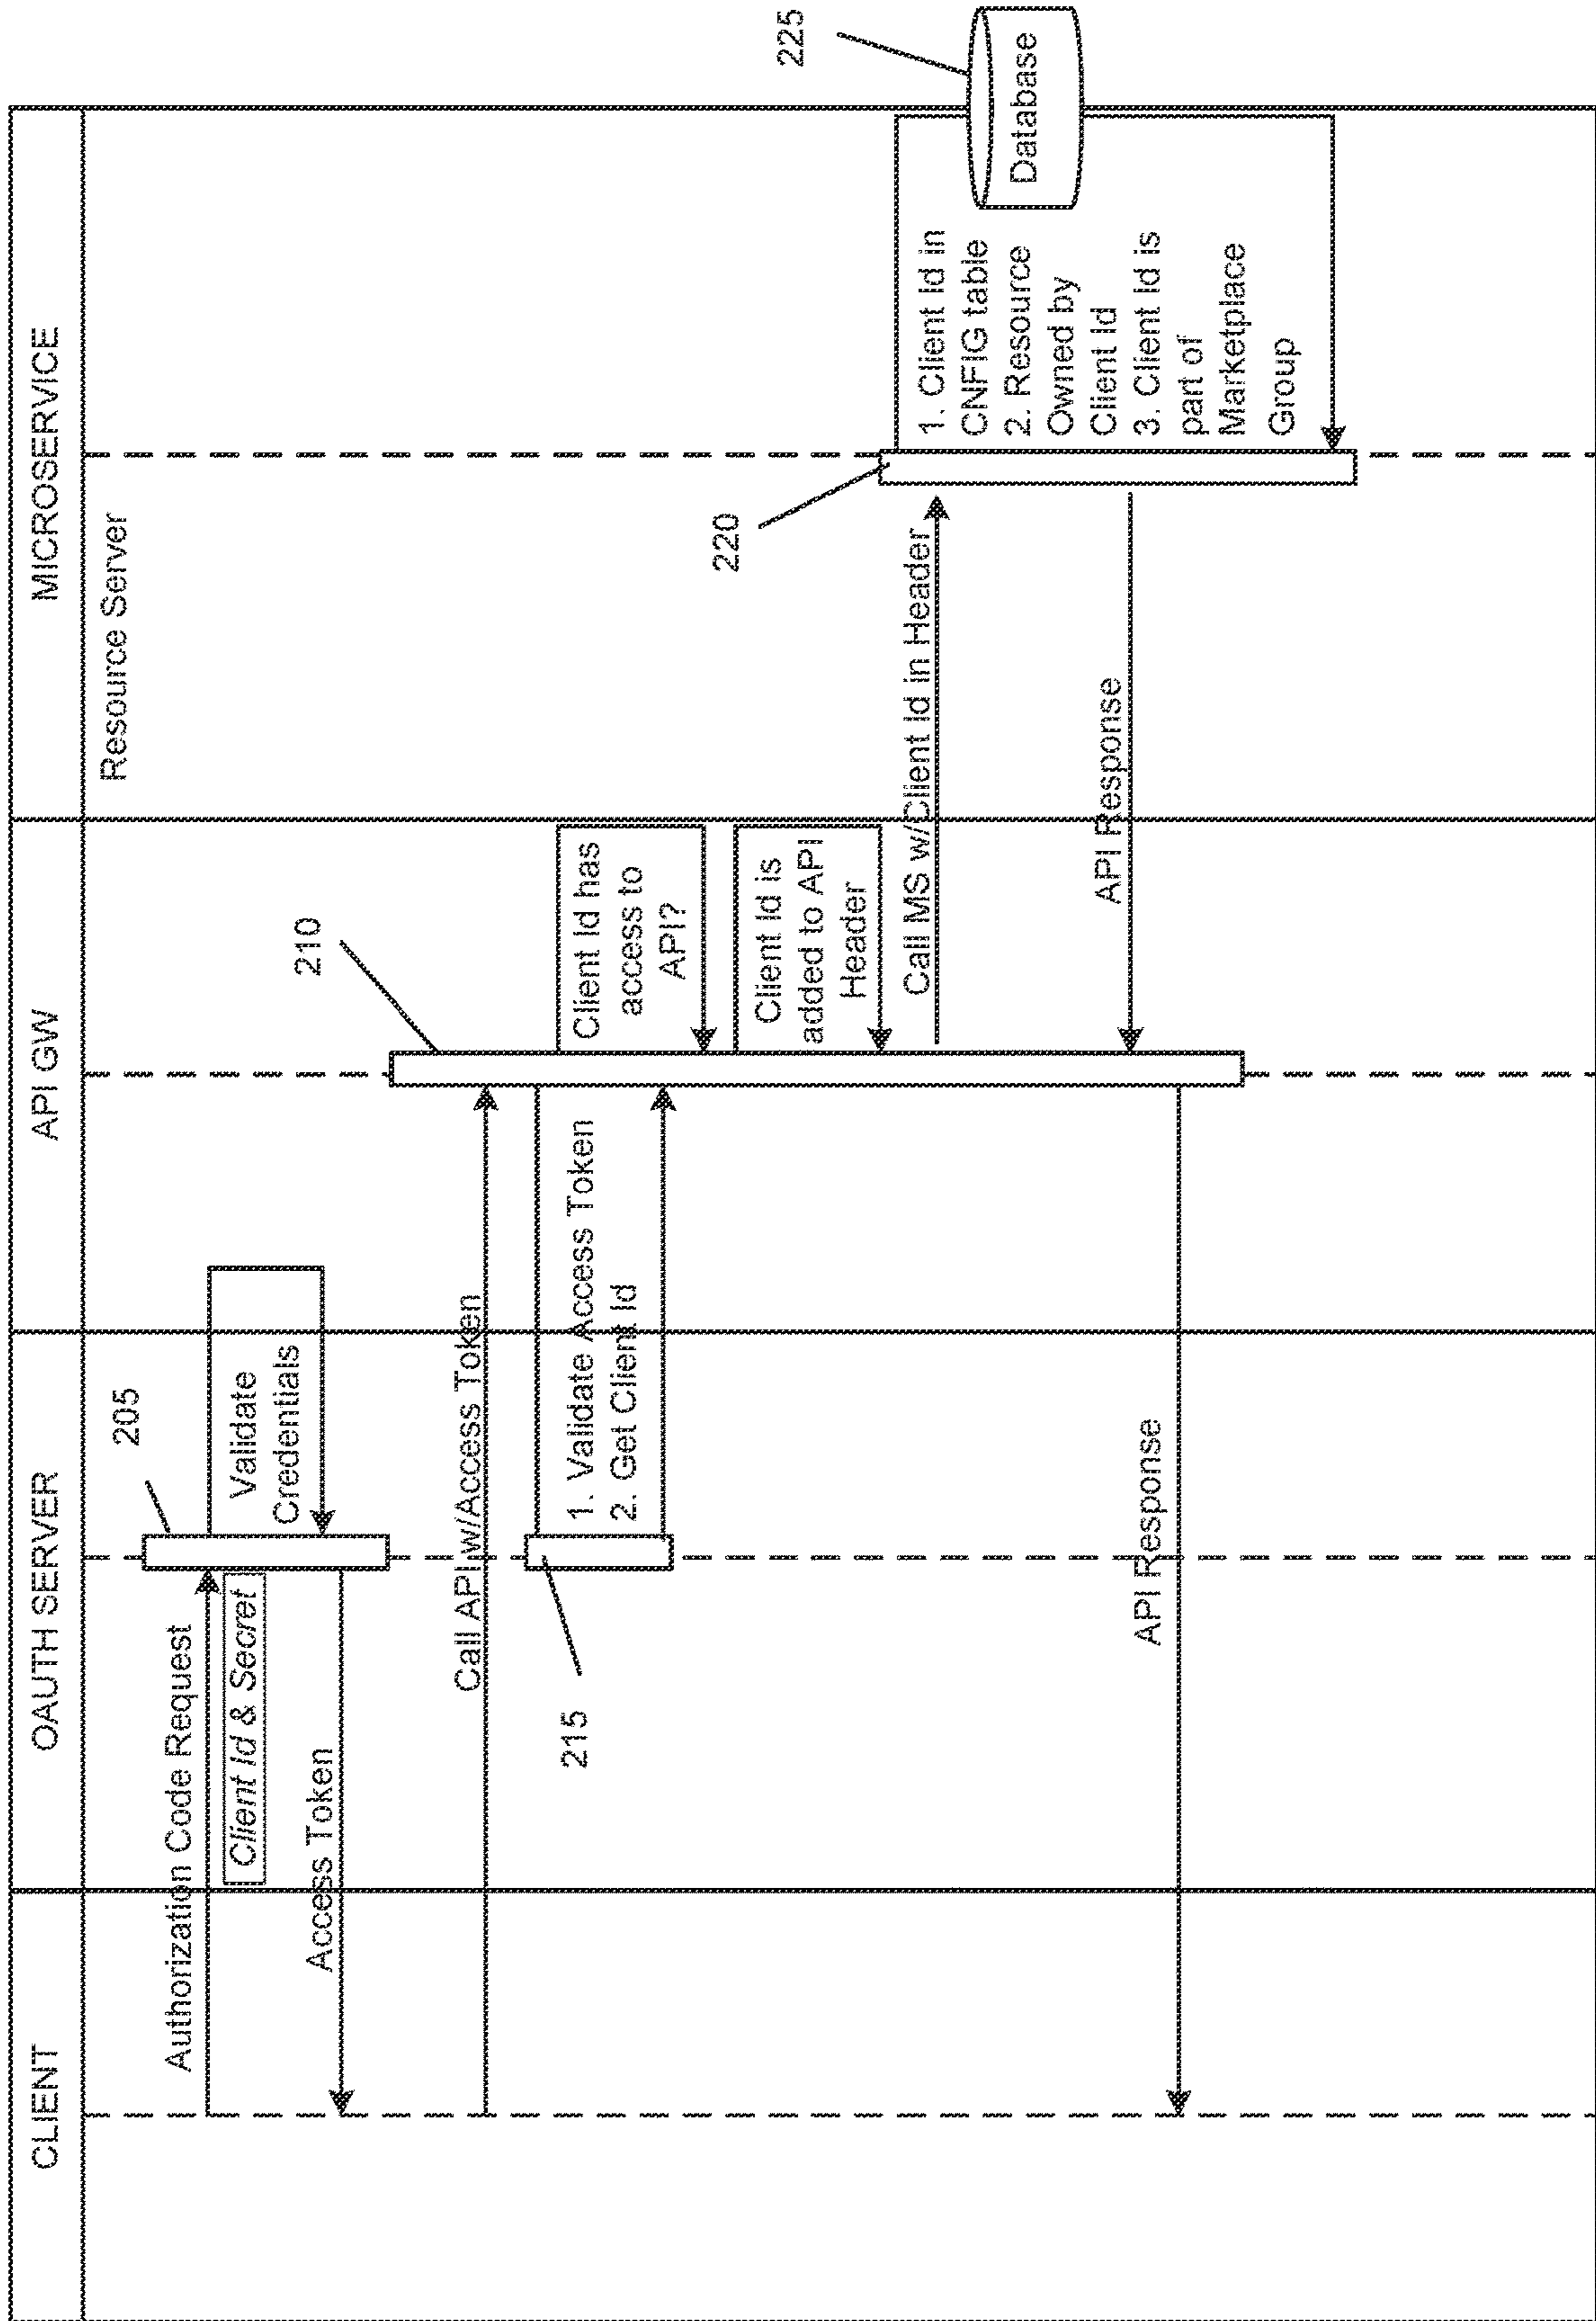 CLIENT
OAUTH SERVER
API GW
MICROSERVICE
Resource Server
205
Authorization Code Request
Client Id & Secret
Validate
Credentials
Access Token
210
Call API w/Access Token
215
1. Validate Access Token
2. Get Client Id
Client Id has
access to
API?
Client Id is
added to API
Header
220
225
Call MS w/Client Id in Header
1. Client Id in
CNFIG table
2. Resource
Owned by
Client Id
3. Client Id is
part of
Marketplace
Group
Database
API Response
API Response